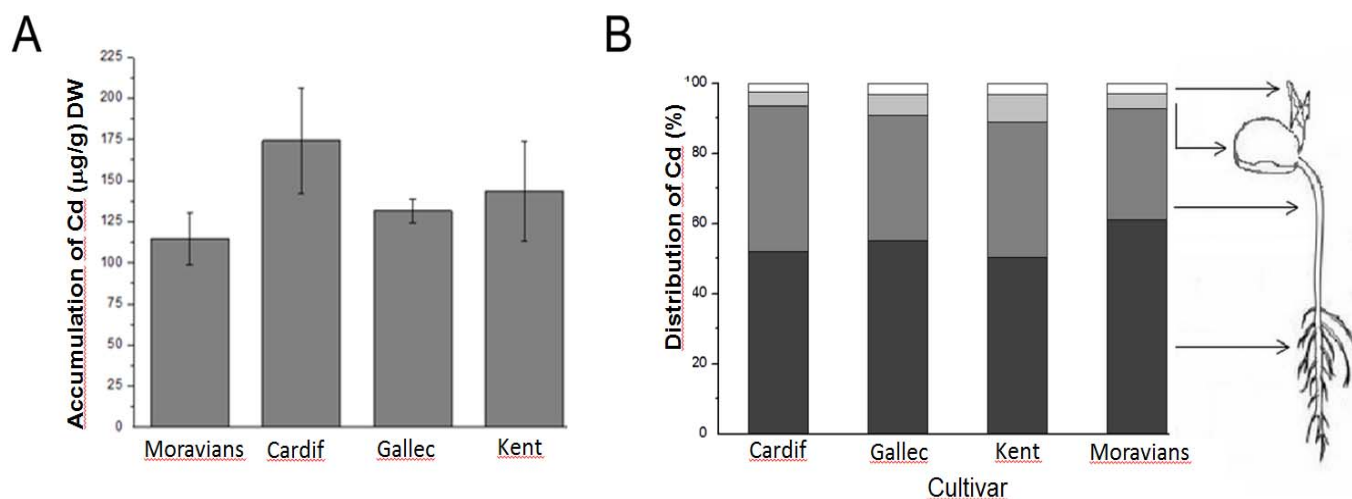 A
Accumulation of Cd (µg/g) DW
225
200
175
150
125
100
75
50
25
0
Moravians Cardif Gallec Kent
B
Distribution of Cd (%)
100
80
60
40
20
0
Cardif Gallec Kent Moravians
Cultivar